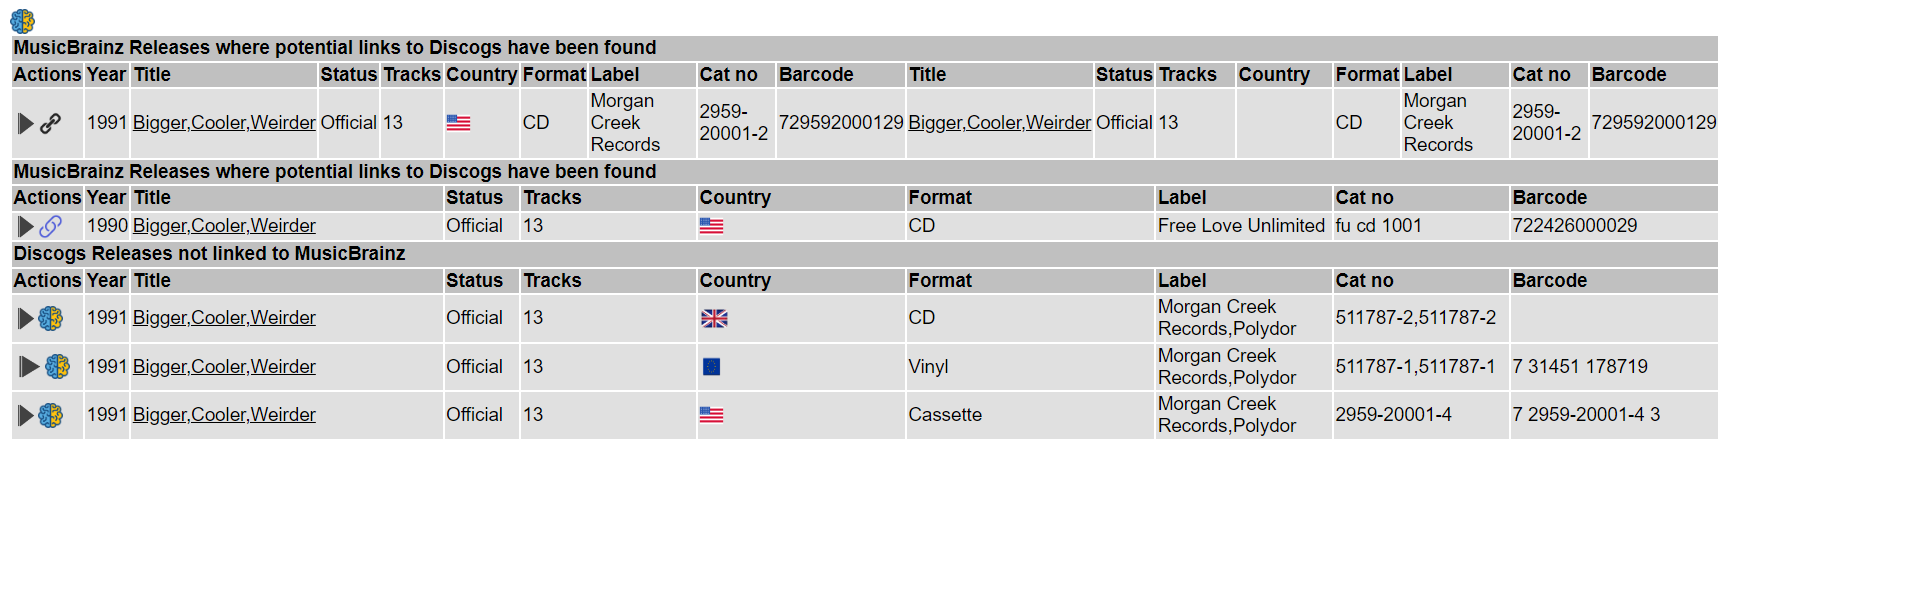 MusicBrainz Releases where potential links to Discogs have been found
Actions Year Title Status Tracks Country Format Label Cat no Barcode Title Status Tracks Country Format Label Cat no Barcode
1991 Bigger,Cooler,Weirder Official 13 CD Morgan Creek Records 2959-20001-2 729592000129 Bigger,Cooler,Weirder Official 13 CD Morgan Creek Records 2959-20001-2 729592000129
MusicBrainz Releases where potential links to Discogs have been found
Actions Year Title Status Tracks Country Format Label Cat no Barcode
1990 Bigger,Cooler,Weirder Official 13 CD Free Love Unlimited fu cd 1001 722426000029
Discogs Releases not linked to MusicBrainz
Actions Year Title Status Tracks Country Format Label Cat no Barcode
1991 Bigger,Cooler,Weirder Official 13 CD Morgan Creek Records,Polydor 511787-2,511787-2
1991 Bigger,Cooler,Weirder Official 13 Vinyl Morgan Creek Records,Polydor 511787-1,511787-1 7 31451 178719
1991 Bigger,Cooler,Weirder Official 13 Cassette Morgan Creek Records,Polydor 2959-20001-4 7 2959-20001-4 3